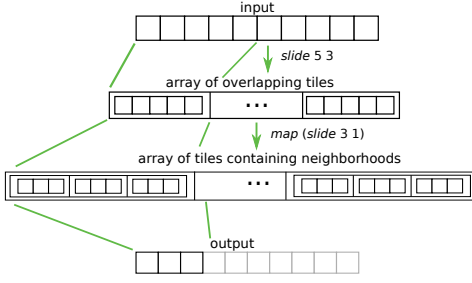 input
slide 5 3
array of overlapping tiles
...
map (slide 3 1)
array of tiles containing neighborhoods
...
output